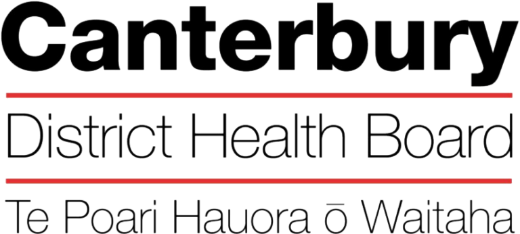 Canterbury
District Health Board
Te Poari Hauora ō Waitaha